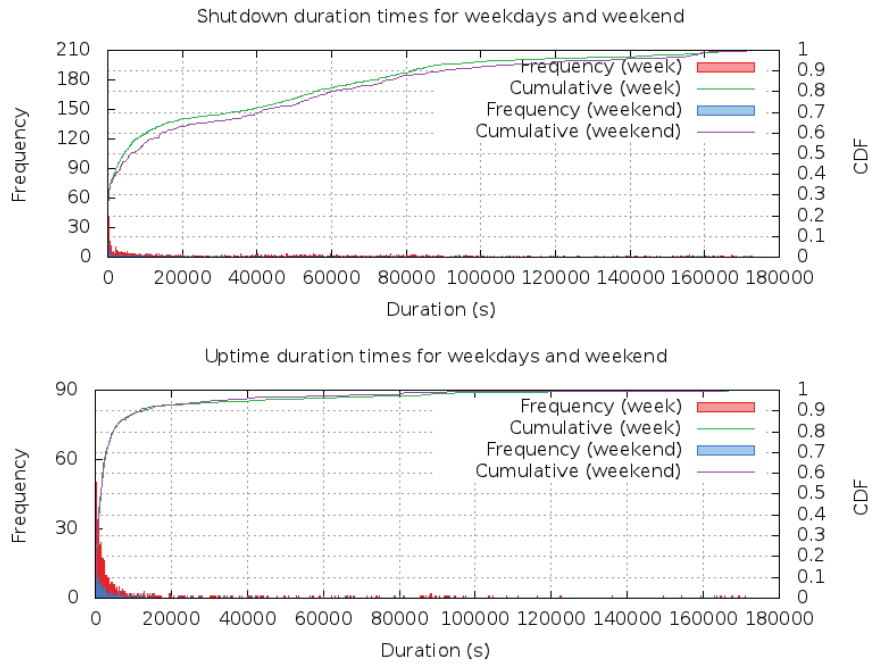 Shutdown duration times for weekdays and weekend
210
180
150
120
90
60
30
0
Frequency
1
0.9
0.8
0.7
0.6
0.5
0.4
0.3
0.2
0.1
0
CDF
Frequency (week)
Cumulative (week)
Frequency (weekend)
Cumulative (weekend)
0 20000 40000 60000 80000 100000 120000 140000 160000 180000
Duration (s)
Uptime duration times for weekdays and weekend
90
60
30
0
Frequency
1
0.9
0.8
0.7
0.6
0.5
0.4
0.3
0.2
0.1
0
CDF
Frequency (week)
Cumulative (week)
Frequency (weekend)
Cumulative (weekend)
0 20000 40000 60000 80000 100000 120000 140000 160000 180000
Duration (s)